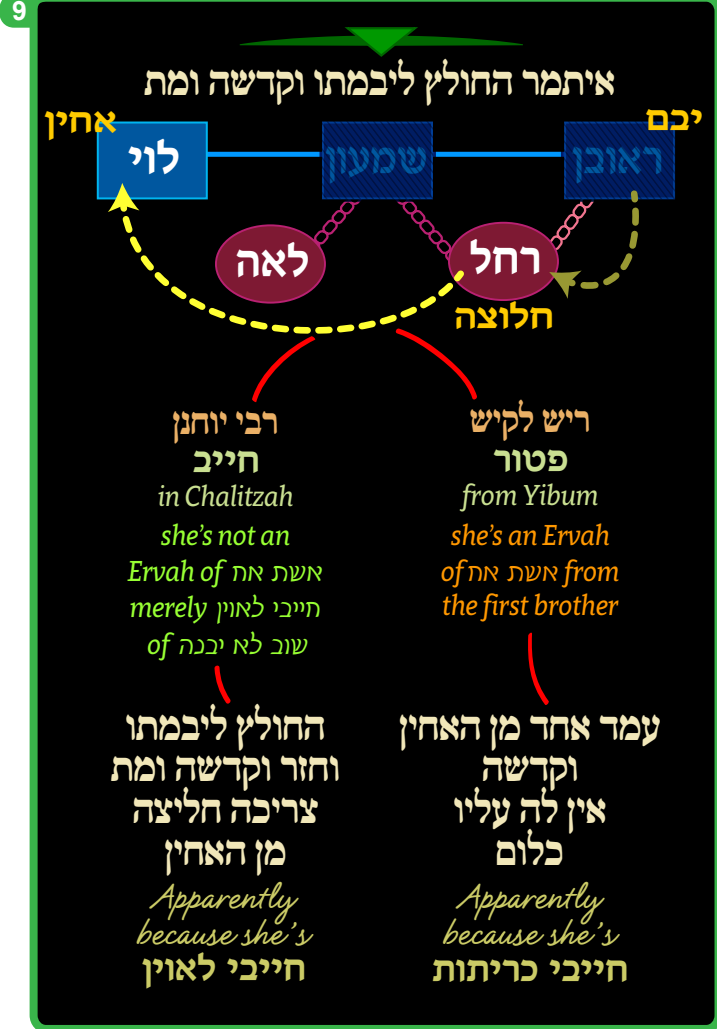 9
איתמר החולץ ליבמתו וקדשה ומת
יבם
אחין
ראובן
שמעון
לוי
רחל
לאה
חלוצה
ריש לקיש
פטור
from Yibum
she's an Ervah
of אשת אח from
the first brother
עמד אחד מן האחין
וקדשה
אין לה עליו
כלום
Apparently
because she's
חייבי כריתות
רבי יוחנן
חייב
in Chalitzah
she's not an
Ervah of אשת אח
merely חייבי לאוין
of שוב לא יבנה
החולץ ליבמתו
וחזר וקדשה ומת
צריכה חליצה
מן האחין
Apparently
because she's
חייבי לאוין